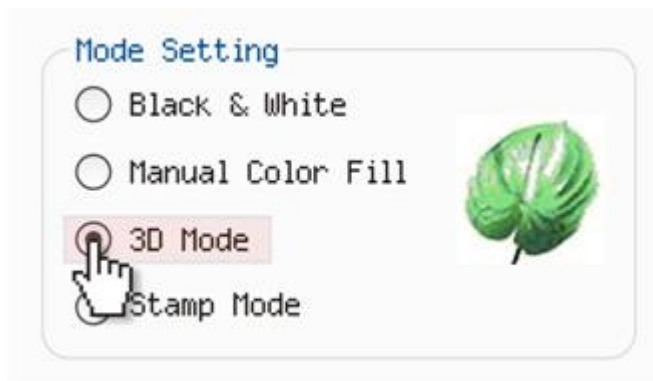 Mode Setting
Black & White
Manual Color Fill
3D Mode
Stamp Mode